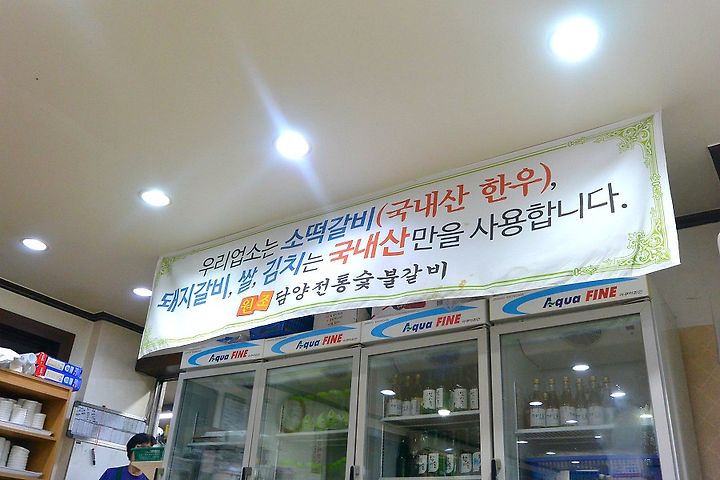 우리업소는 소떡갈비(국내산 한우),
돼지갈비, 쌀, 김치는 국내산만을 사용합니다.
원조 담양전통숯불갈비
Aqua FINE
Aqua FINE
Aqua FINE
Aqua FINE